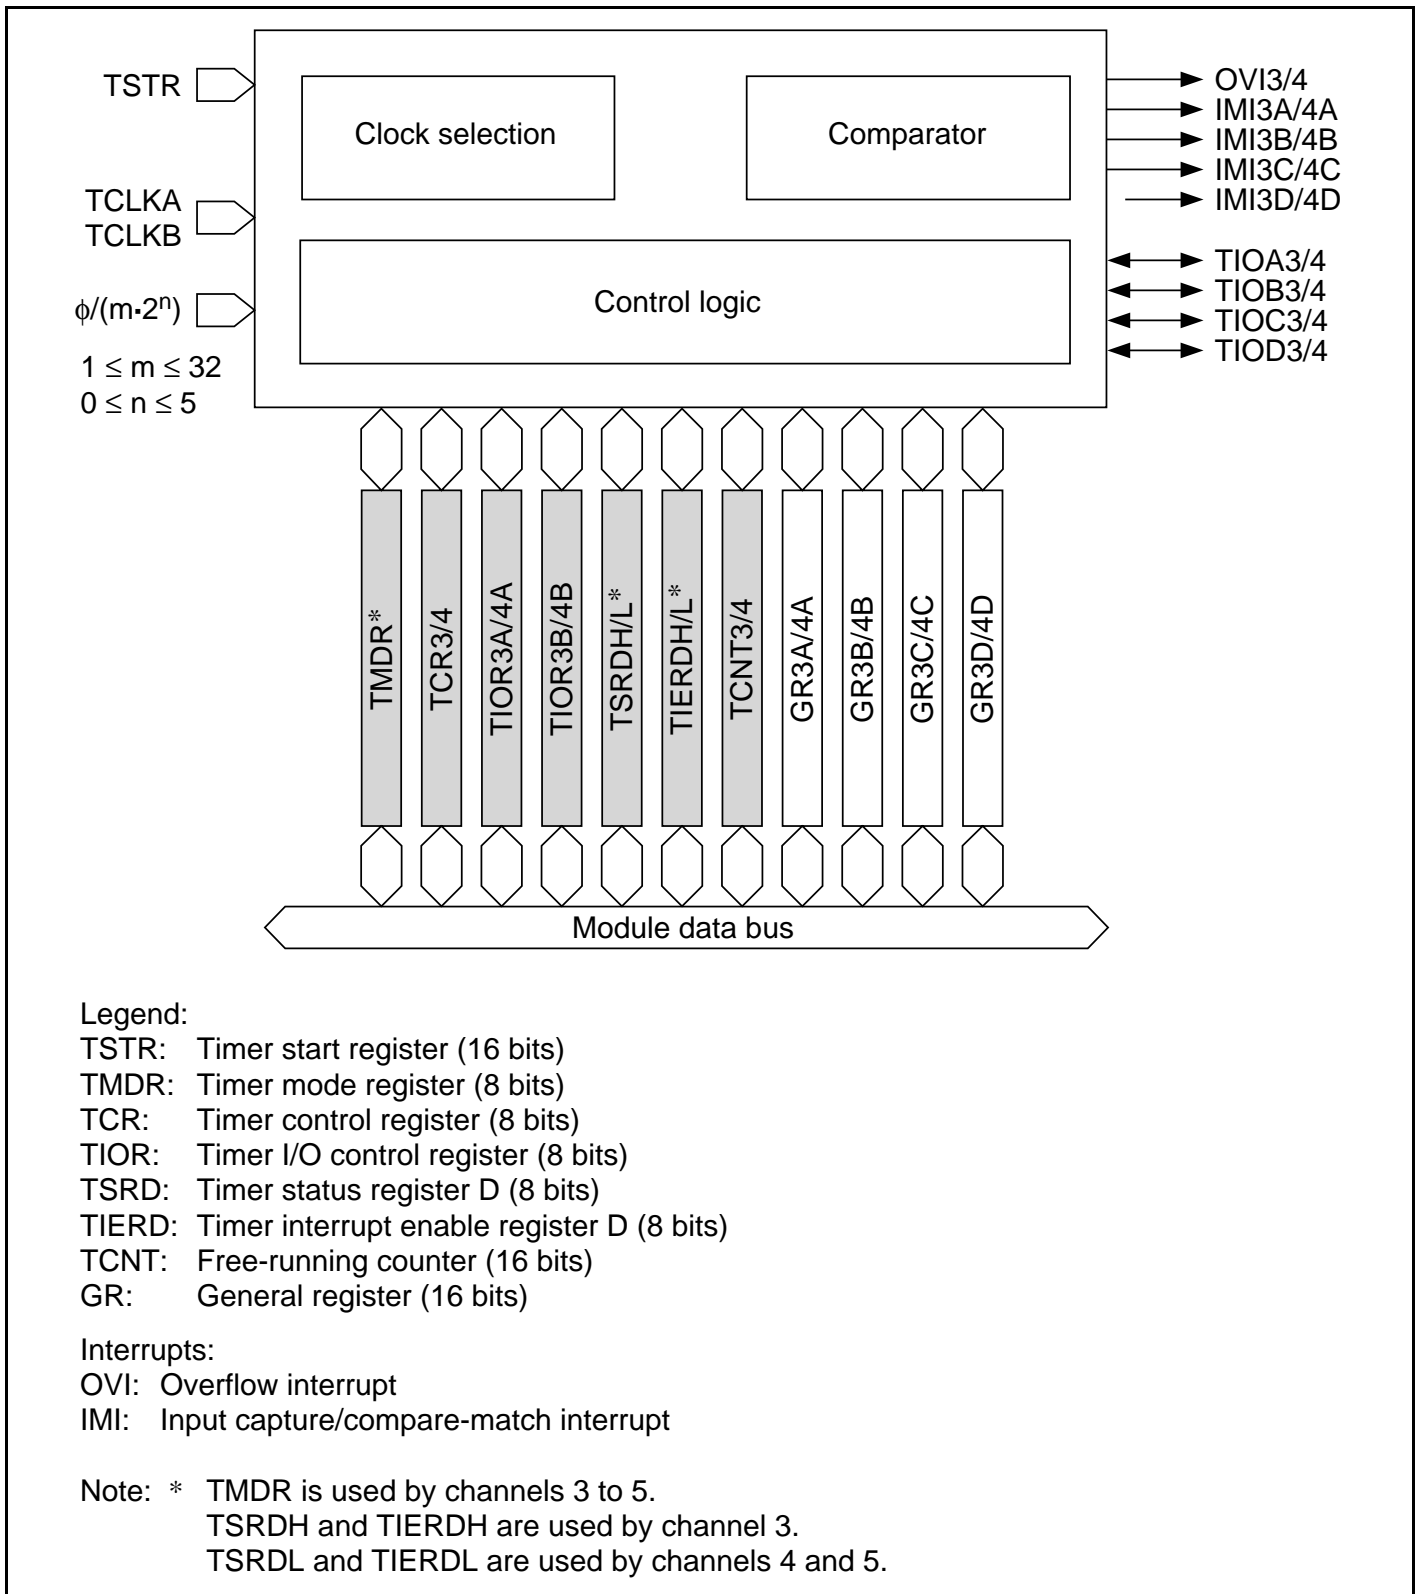 TSTR
TCLKA
TCLKB
ϕ/(m·2ⁿ)
1 ≤ m ≤ 32
0 ≤ n ≤ 5
Clock selection
Comparator
Control logic
OVI3/4
IMI3A/4A
IMI3B/4B
IMI3C/4C
IMI3D/4D
TIOA3/4
TIOB3/4
TIOC3/4
TIOD3/4
TMDR*
TCR3/4
TIOR3A/4A
TIOR3B/4B
TSRDH/L*
TIERDH/L*
TCNT3/4
GR3A/4A
GR3B/4B
GR3C/4C
GR3D/4D
Module data bus
Legend:
TSTR: Timer start register (16 bits)
TMDR: Timer mode register (8 bits)
TCR: Timer control register (8 bits)
TIOR: Timer I/O control register (8 bits)
TSRD: Timer status register D (8 bits)
TIERD: Timer interrupt enable register D (8 bits)
TCNT: Free-running counter (16 bits)
GR: General register (16 bits)
Interrupts:
OVI: Overflow interrupt
IMI: Input capture/compare-match interrupt
Note: * TMDR is used by channels 3 to 5.
TSRDH and TIERDH are used by channel 3.
TSRDL and TIERDL are used by channels 4 and 5.